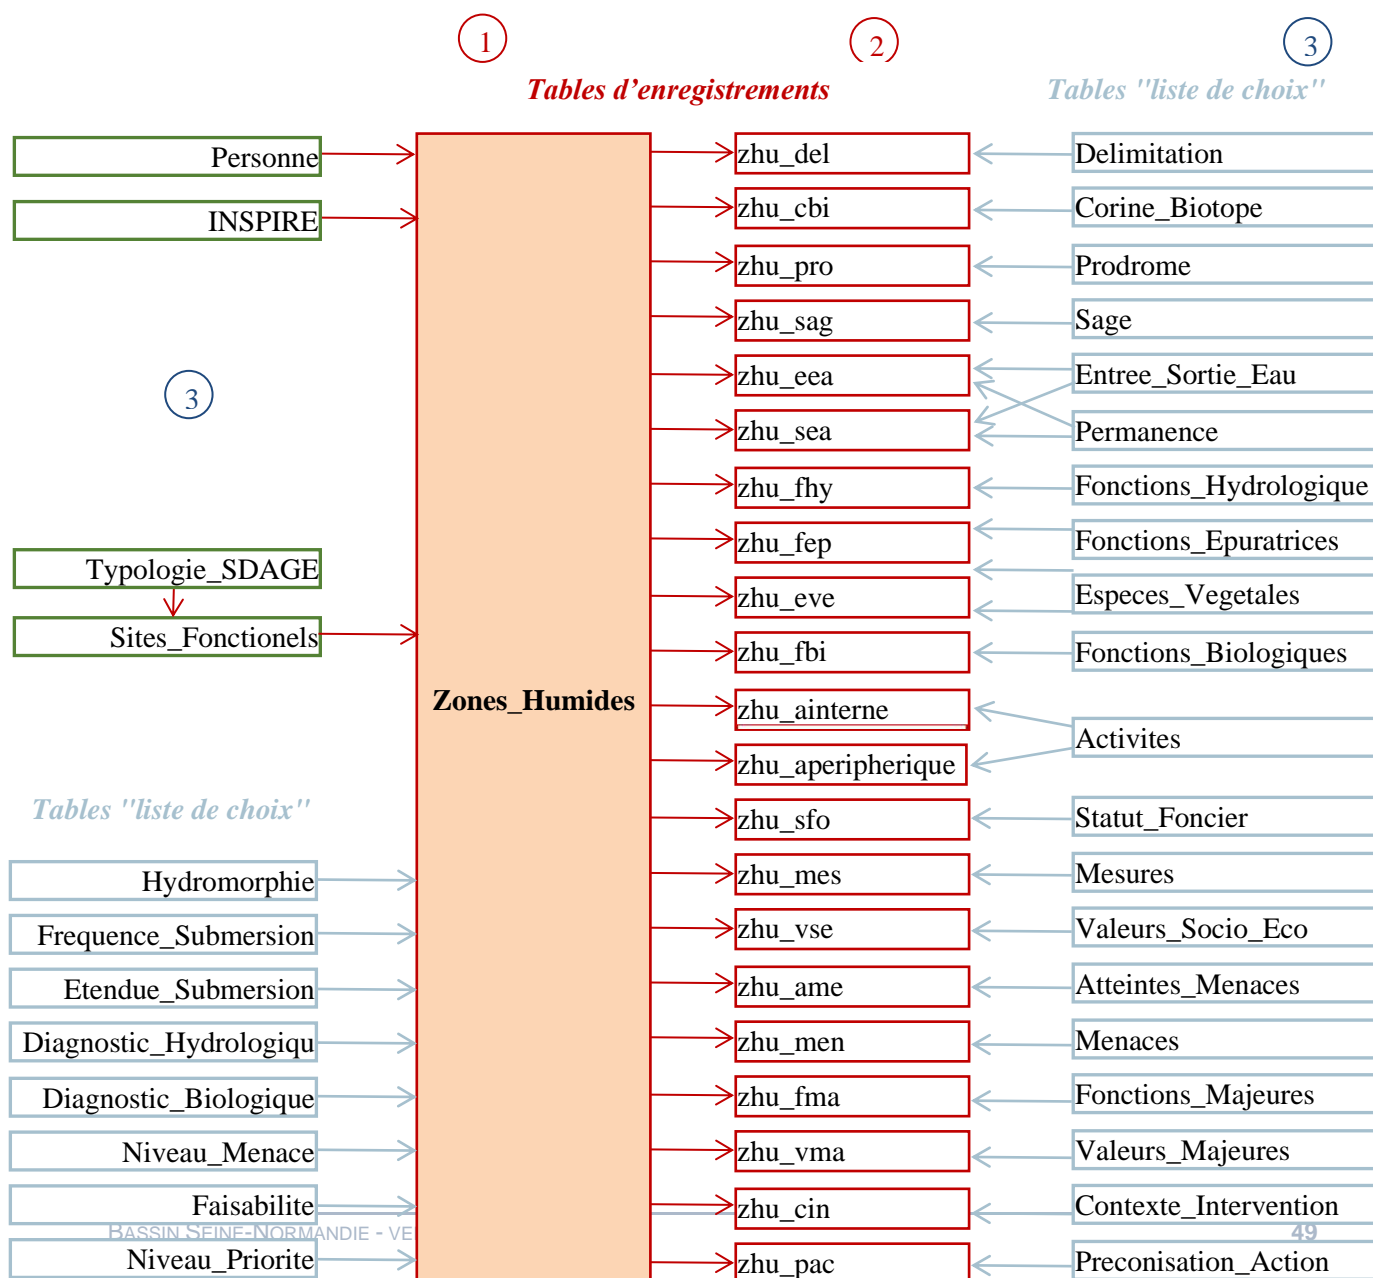 1
2
3
Tables d’enregistrements
Tables "liste de choix"
Personne
zhu_del
Delimitation
INSPIRE
zhu_cbi
Corine_Biotope
zhu_pro
Prodrome
zhu_sag
Sage
3
zhu_eea
Entree_Sortie_Eau
zhu_sea
Permanence
zhu_fhy
Fonctions_Hydrologique
zhu_fep
Fonctions_Epuratrices
Typologie_SDAGE
zhu_eve
Especes_Vegetales
Sites_Fonctionels
zhu_fbi
Fonctions_Biologiques
Zones_Humides
zhu_ainterne
Activites
zhu_aperipherique
Tables "liste de choix"
zhu_sfo
Statut_Foncier
Hydromorphie
zhu_mes
Mesures
Frequence_Submersion
zhu_vse
Valeurs_Socio_Eco
Etendue_Submersion
zhu_ame
Atteintes_Menaces
Diagnostic_Hydrologiqu
zhu_men
Menaces
Diagnostic_Biologique
zhu_fma
Fonctions_Majeures
Niveau_Menace
zhu_vma
Valeurs_Majeures
Faisabilite
zhu_cin
Contexte_Intervention
BASSIN SEINE-NORMANDIE - VE
49
Niveau_Priorite
zhu_pac
Preconisation_Action